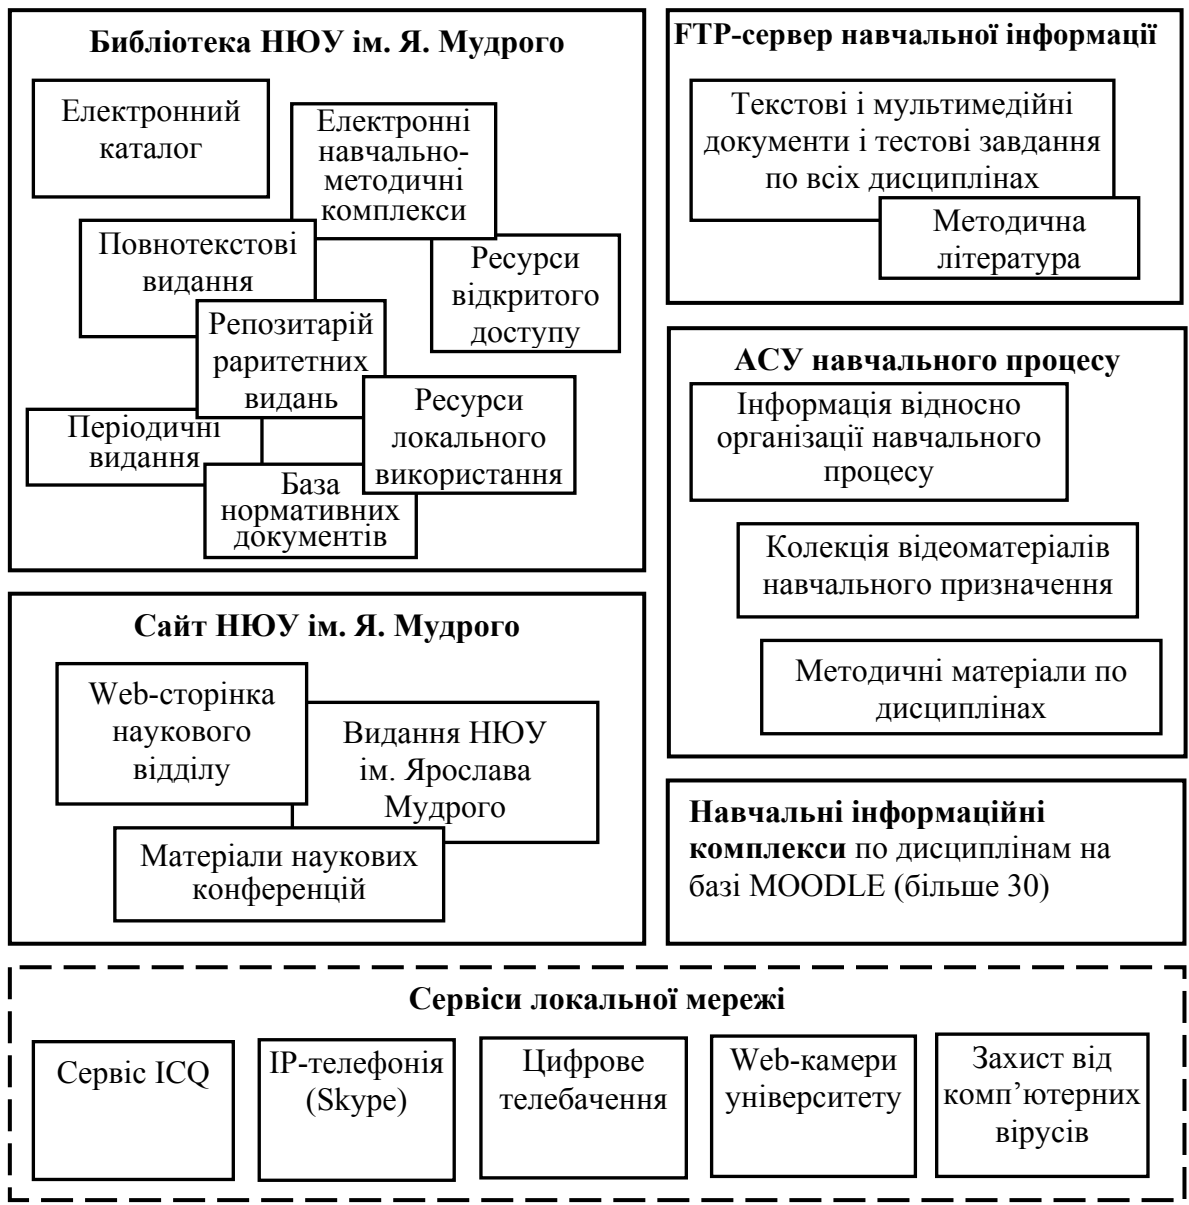 Библіотека НЮУ ім. Я. Мудрого
Електронний
каталог
Електронні
навчально-
методичні
комплекси
Повнотекстові
видання
Ресурси
відкритого
доступу
Репозитарій
раритетних
видань
Ресурси
локального
використання
Періодичні
видання
База
нормативних
документів
FTP-сервер навчальної інформації
Текстові і мультимедійні
документи і тестові завдання
по всіх дисциплінах
Методична
література
АСУ навчального процесу
Інформація відносно
організації навчального
процесу
Колекція відеоматеріалів
навчального призначення
Методичні матеріали по
дисциплінах
Сайт НЮУ ім. Я. Мудрого
Web-сторінка
наукового
відділу
Видання НЮУ
ім. Ярослава
Мудрого
Матеріали наукових
конференцій
Навчальні інформаційні
комплекси по дисциплінам на
базі MOODLE (більше 30)
Сервіси локальної мережі
Сервіс ICQ
IP-телефонія
(Skype)
Цифрове
телебачення
Web-камери
університету
Захист від
комп’ютерних
вірусів